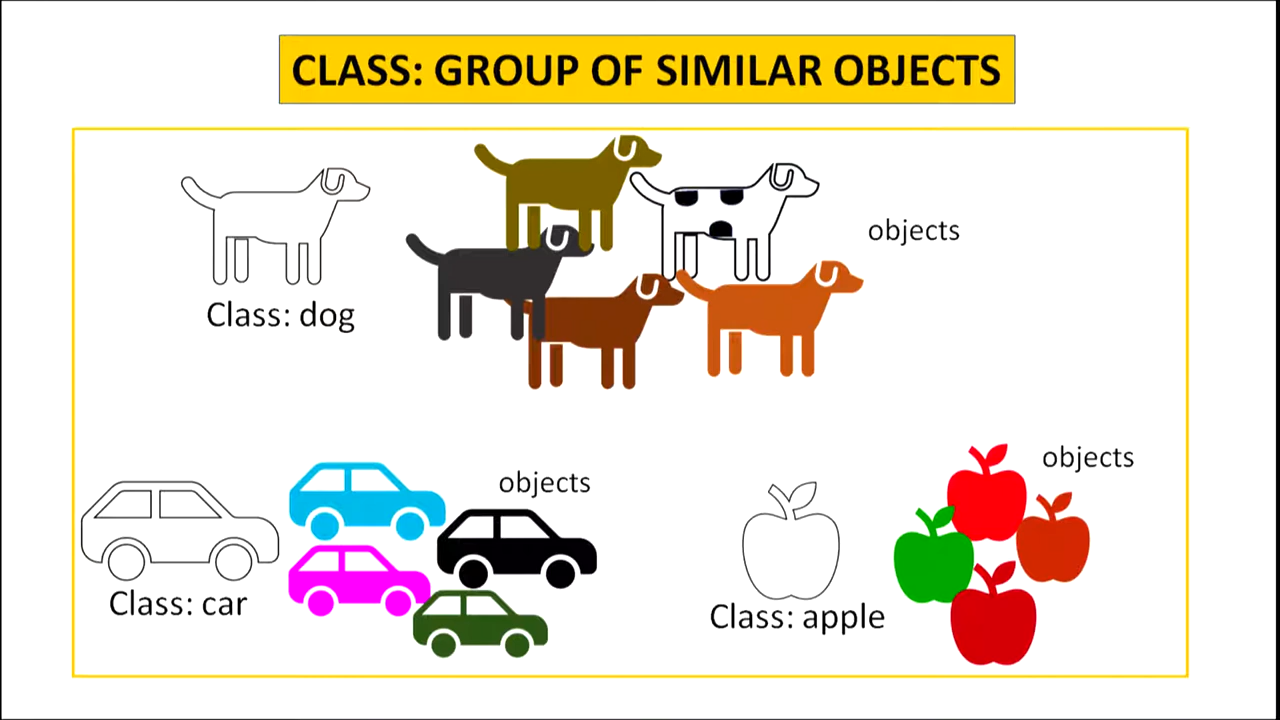 CLASS: GROUP OF SIMILAR OBJECTS
objects
Class: dog
objects
objects
Class: car
Class: apple